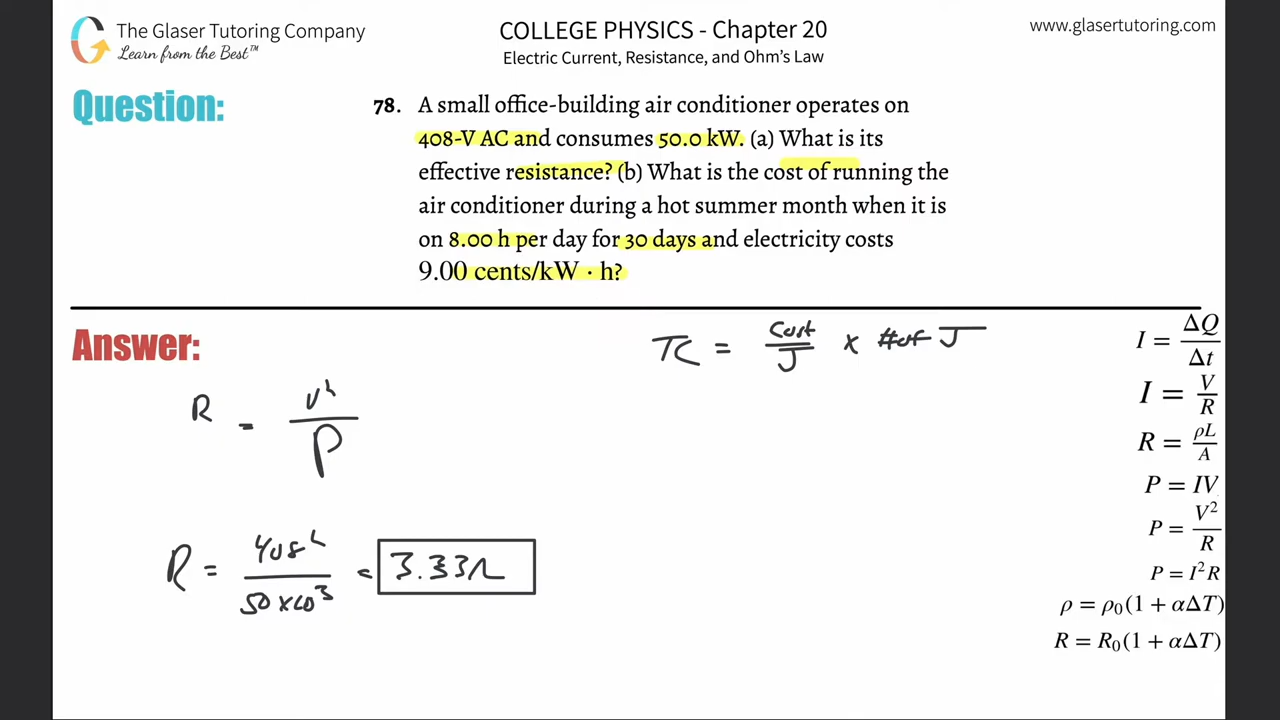 The Glaser Tutoring Company
Learn from the Best™
COLLEGE PHYSICS - Chapter 20
Electric Current, Resistance, and Ohm's Law
www.glasertutoring.com
Question:
78. A small office-building air conditioner operates on
408-V AC and consumes 50.0 kW. (a) What is its
effective resistance? (b) What is the cost of running the
air conditioner during a hot summer month when it is
on 8.00 h per day for 30 days and electricity costs
9.00 cents/kW · h?
Answer:
R = V² / P
R = 408² / 50 x 10³ = 3.33Ω
TC = Cost / J x # of J
I = ΔQ / Δt
I = V / R
R = ρL / A
P = IV
P = V² / R
P = I²R
ρ = ρ₀(1 + αΔT)
R = R₀(1 + αΔT)